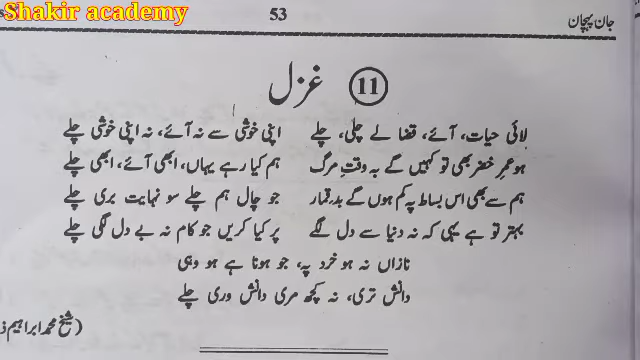 Shakir academy
53
جان پہچان
11 غزل
لائی حیات، آئے، قضا لے چلی، چلے اپنی خوشی سے نہ آئے، نہ اپنی خوشی چلے
ہو عمرِ خضر بھی تو کہیں گے بہ وقتِ مرگ ہم کیا رہے یہاں، ابھی آئے، ابھی چلے
ہم سے بھی اس بساط پہ کم ہوں گے بد قمار جو چال ہم چلے سو نہایت بری چلے
بہتر تو ہے یہی کہ نہ دنیا سے دل لگے پر کیا کریں جو کام نہ بے دل لگی چلے
نازاں نہ ہو خرد پہ، جو ہونا ہے ہو وہی
دانش تری، نہ کچھ مری دانش وری چلے
(شیخ محمد ابراہیم ذ